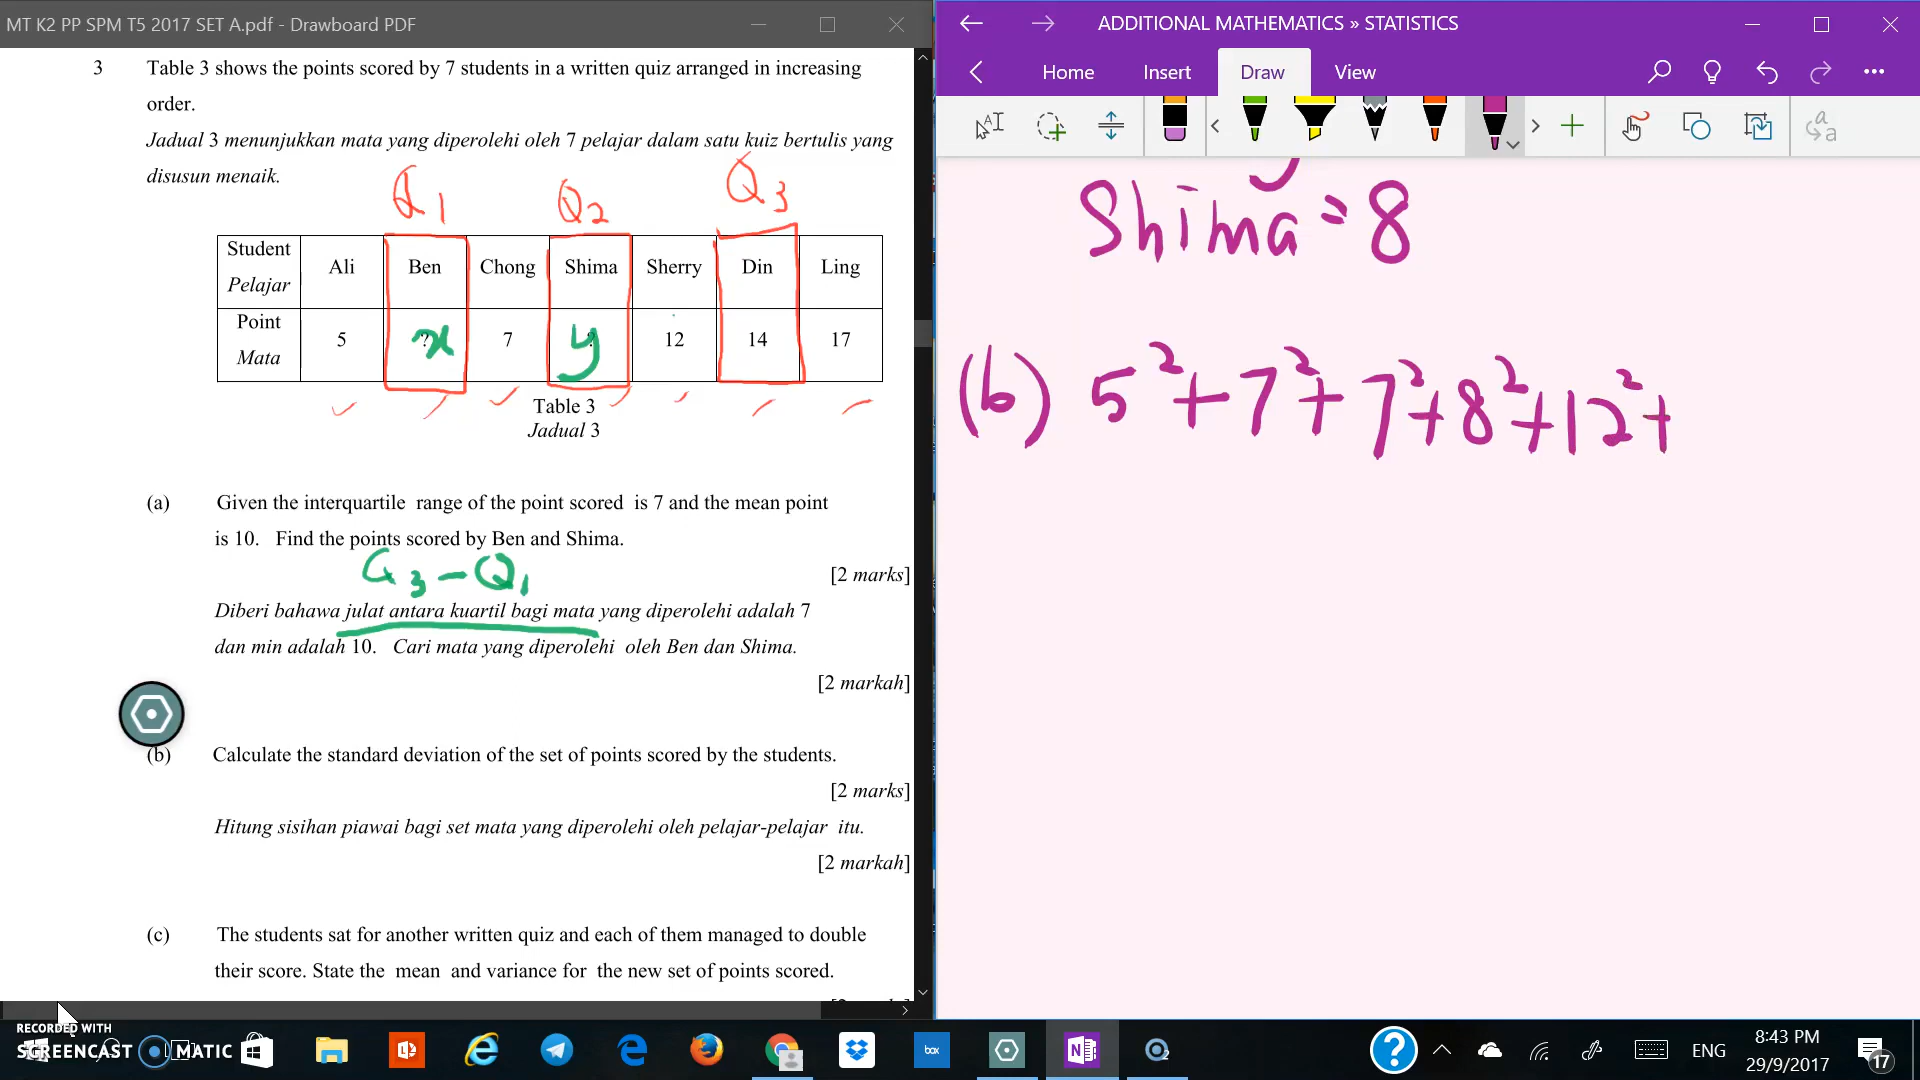 MT K2 PP SPM T5 2017 SET A.pdf - Drawboard PDF
3 Table 3 shows the points scored by 7 students in a written quiz arranged in increasing
order.
Jadual 3 menunjukkan mata yang diperolehi oleh 7 pelajar dalam satu kuiz bertulis yang
disusun menaik.
Q1 Q2 Q3
Student
Pelajar
Ali Ben Chong Shima Sherry Din Ling
Point
Mata
5 x 7 y 12 14 17
Table 3
Jadual 3
(a) Given the interquartile range of the point scored is 7 and the mean point
is 10. Find the points scored by Ben and Shima.
[2 marks]
Q3 - Q1
Diberi bahawa julat antara kuartil bagi mata yang diperolehi adalah 7
dan min adalah 10. Cari mata yang diperolehi oleh Ben dan Shima.
[2 markah]
(b) Calculate the standard deviation of the set of points scored by the students.
[2 marks]
Hitung sisihan piawai bagi set mata yang diperolehi oleh pelajar-pelajar itu.
[2 markah]
(c) The students sat for another written quiz and each of them managed to double
their score. State the mean and variance for the new set of points scored.
ADDITIONAL MATHEMATICS » STATISTICS
Home Insert Draw View
Shima = 8
(b) 5² + 7² + 7² + 8² + 12² +
RECORDED WITH
SCREENCAST MATIC
box
ENG
8:43 PM
29/9/2017
17